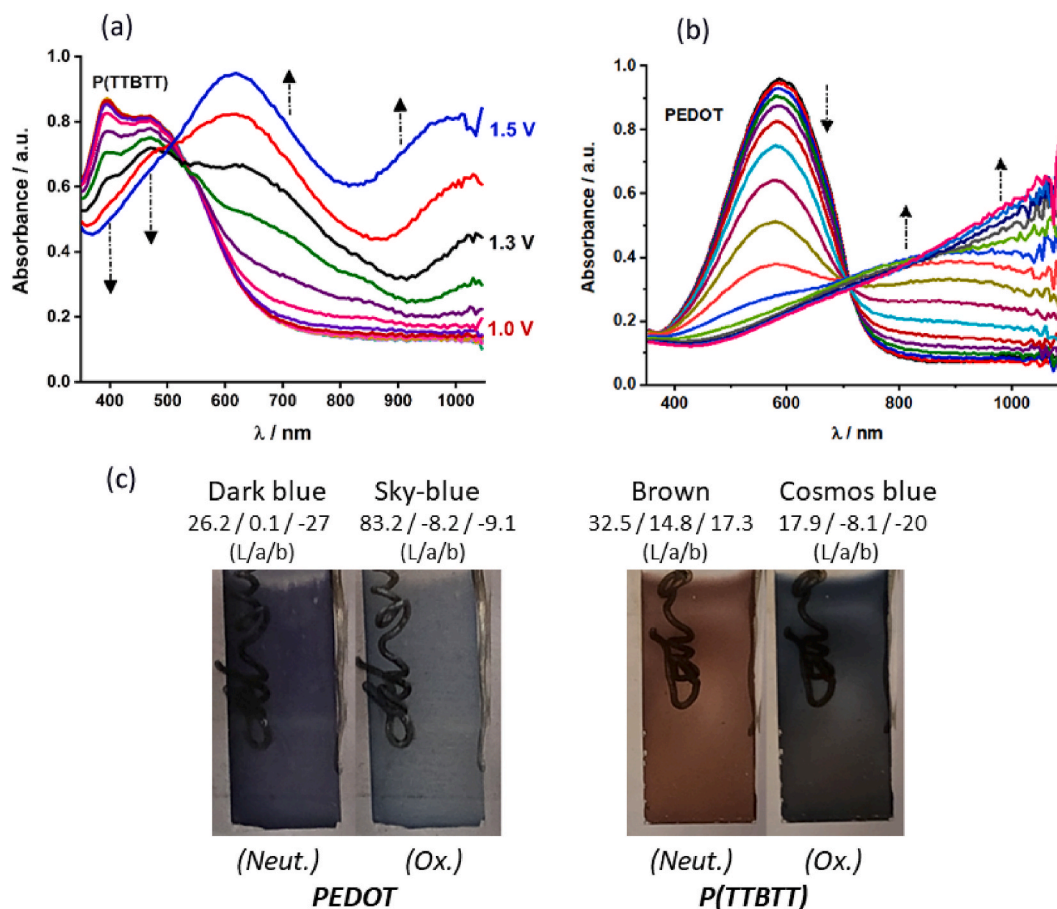 (a)
P(TTBTT)
1.5 V
1.3 V
1.0 V
Absorbance / a.u.
1.0
0.8
0.6
0.4
0.2
0.0
400 500 600 700 800 900 1000
λ / nm
(b)
PEDOT
Absorbance / a.u.
1.0
0.8
0.6
0.4
0.2
0.0
400 600 800 1000
λ / nm
(c)
Dark blue Sky-blue Brown Cosmos blue
26.2 / 0.1 / -27 83.2 / -8.2 / -9.1 32.5 / 14.8 / 17.3 17.9 / -8.1 / -20
(L/a/b) (L/a/b) (L/a/b) (L/a/b)
(Neut.) (Ox.) (Neut.) (Ox.)
PEDOT P(TTBTT)